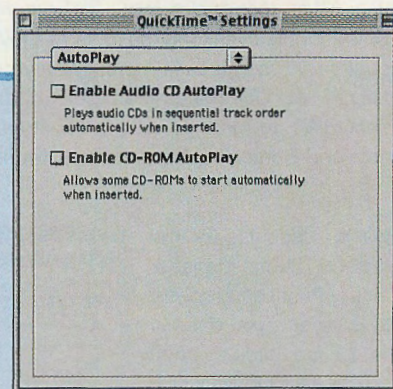 QuickTime™ Settings
AutoPlay
Enable Audio CD AutoPlay
Plays audio CDs in sequential track order
automatically when inserted.
Enable CD-ROM AutoPlay
Allows some CD-ROMs to start automatically
when inserted.